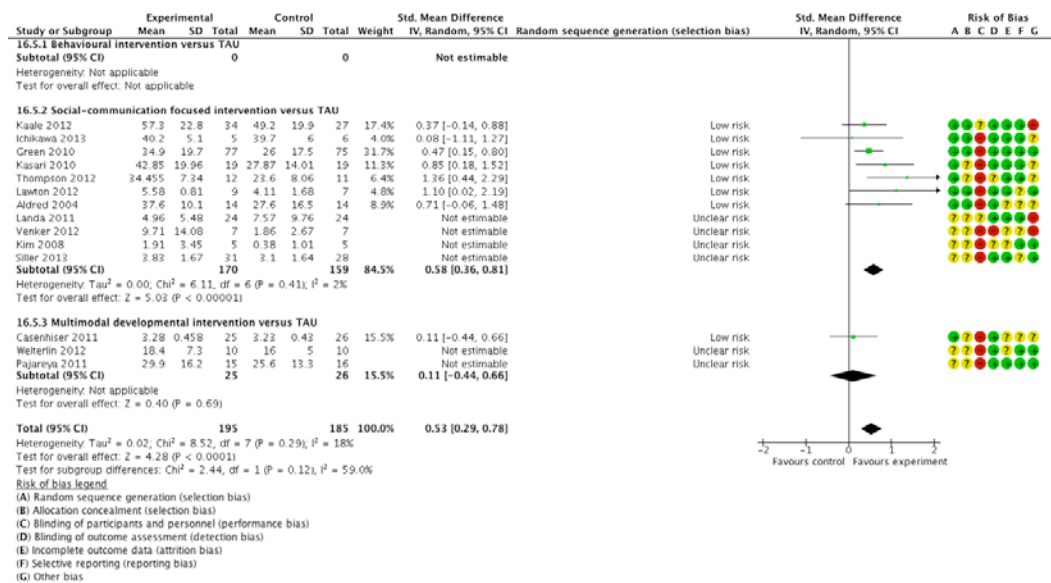 Experimental Control Std. Mean Difference Std. Mean Difference Risk of Bias
Study or Subgroup Mean SD Total Mean SD Total Weight IV, Random, 95% CI Random sequence generation (selection bias) IV, Random, 95% CI A B C D E F G
16.5.1 Behavioural intervention versus TAU
Subtotal (95% CI) 0 0 Not estimable
Heterogeneity: Not applicable
Test for overall effect: Not applicable
16.5.2 Social-communication focused intervention versus TAU
Kaale 2012 57.3 22.8 34 49.2 19.9 27 17.4% 0.37 [-0.14, 0.88] Low risk
Ichikawa 2013 40.2 5.1 5 39.7 6 6 4.0% 0.08 [-1.11, 1.27] Low risk
Green 2010 34.9 19.7 77 26 17.5 75 31.7% 0.47 [0.15, 0.80] Low risk
Kasari 2010 42.85 19.96 19 27.87 14.01 19 11.3% 0.85 [0.18, 1.52] Low risk
Thompson 2012 34.455 7.34 12 23.6 8.06 11 6.4% 1.36 [0.44, 2.29] Low risk
Lawton 2012 5.58 0.81 9 4.11 1.68 7 4.8% 1.10 [0.02, 2.19] Low risk
Aldred 2004 37.6 10.1 14 27.6 16.5 14 8.9% 0.71 [-0.06, 1.48] Low risk
Landa 2011 4.96 5.48 24 7.57 9.76 24 Not estimable Unclear risk
Venker 2012 9.71 14.08 7 1.86 2.67 7 Not estimable Unclear risk
Kim 2008 1.91 3.45 5 0.38 1.01 5 Not estimable Unclear risk
Siller 2013 3.83 1.67 31 3.1 1.64 28 Not estimable Unclear risk
Subtotal (95% CI) 170 159 84.5% 0.58 [0.36, 0.81]
Heterogeneity: Tau² = 0.00; Chi² = 6.11, df = 6 (P = 0.41); I² = 2%
Test for overall effect: Z = 5.03 (P < 0.00001)
16.5.3 Multimodal developmental intervention versus TAU
Casenhiser 2011 3.28 0.458 25 3.23 0.43 26 15.5% 0.11 [-0.44, 0.66] Low risk
Welterlin 2012 18.4 7.3 10 16 5 10 Not estimable Unclear risk
Pajareya 2011 29.9 16.2 15 25.6 13.3 16 Not estimable Unclear risk
Subtotal (95% CI) 25 26 15.5% 0.11 [-0.44, 0.66]
Heterogeneity: Not applicable
Test for overall effect: Z = 0.40 (P = 0.69)
Total (95% CI) 195 185 100.0% 0.53 [0.29, 0.78]
Heterogeneity: Tau² = 0.02; Chi² = 8.52, df = 7 (P = 0.29); I² = 18%
Test for overall effect: Z = 4.28 (P < 0.0001)
Test for subgroup differences: Chi² = 2.44, df = 1 (P = 0.12), I² = 59.0%
-2 -1 0 1 2
Favours control Favours experiment
Risk of bias legend
(A) Random sequence generation (selection bias)
(B) Allocation concealment (selection bias)
(C) Blinding of participants and personnel (performance bias)
(D) Blinding of outcome assessment (detection bias)
(E) Incomplete outcome data (attrition bias)
(F) Selective reporting (reporting bias)
(G) Other bias